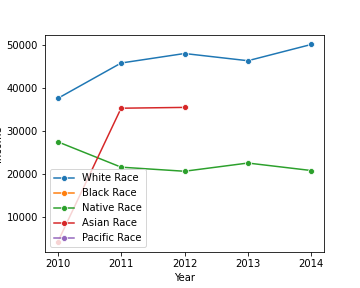 50000
40000
30000
20000
10000
White Race
Black Race
Native Race
Asian Race
Pacific Race
2010 2011 2012 2013 2014
Year